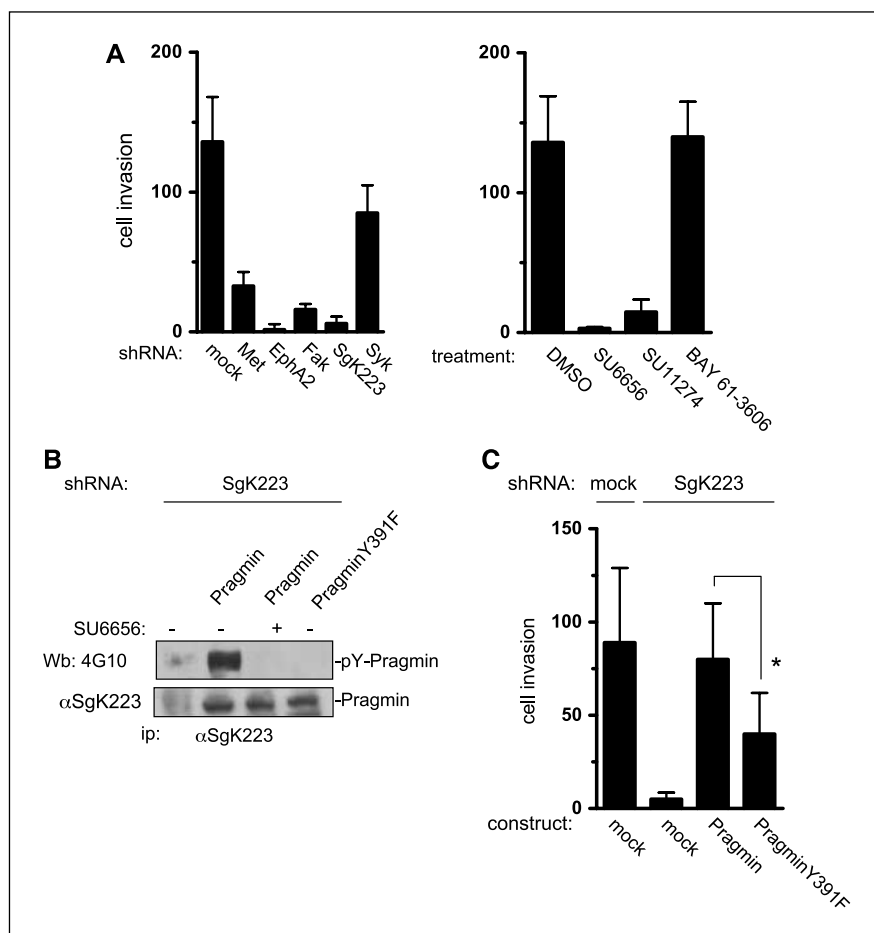 A
200
100
0
cell invasion
shRNA:
mock
Met
EphA2
Fak
SgK223
Syk
200
100
0
treatment:
DMSO
SU6656
SU11274
BAY 61-3606
B
shRNA: SgK223
Pragmin
Pragmin
PragminY391F
SU6656: - - + -
Wb: 4G10 -pY-Pragmin
αSgK223 -Pragmin
ip: αSgK223
C
shRNA: mock SgK223
150
100
50
0
cell invasion
*
construct:
mock
mock
Pragmin
PragminY391F